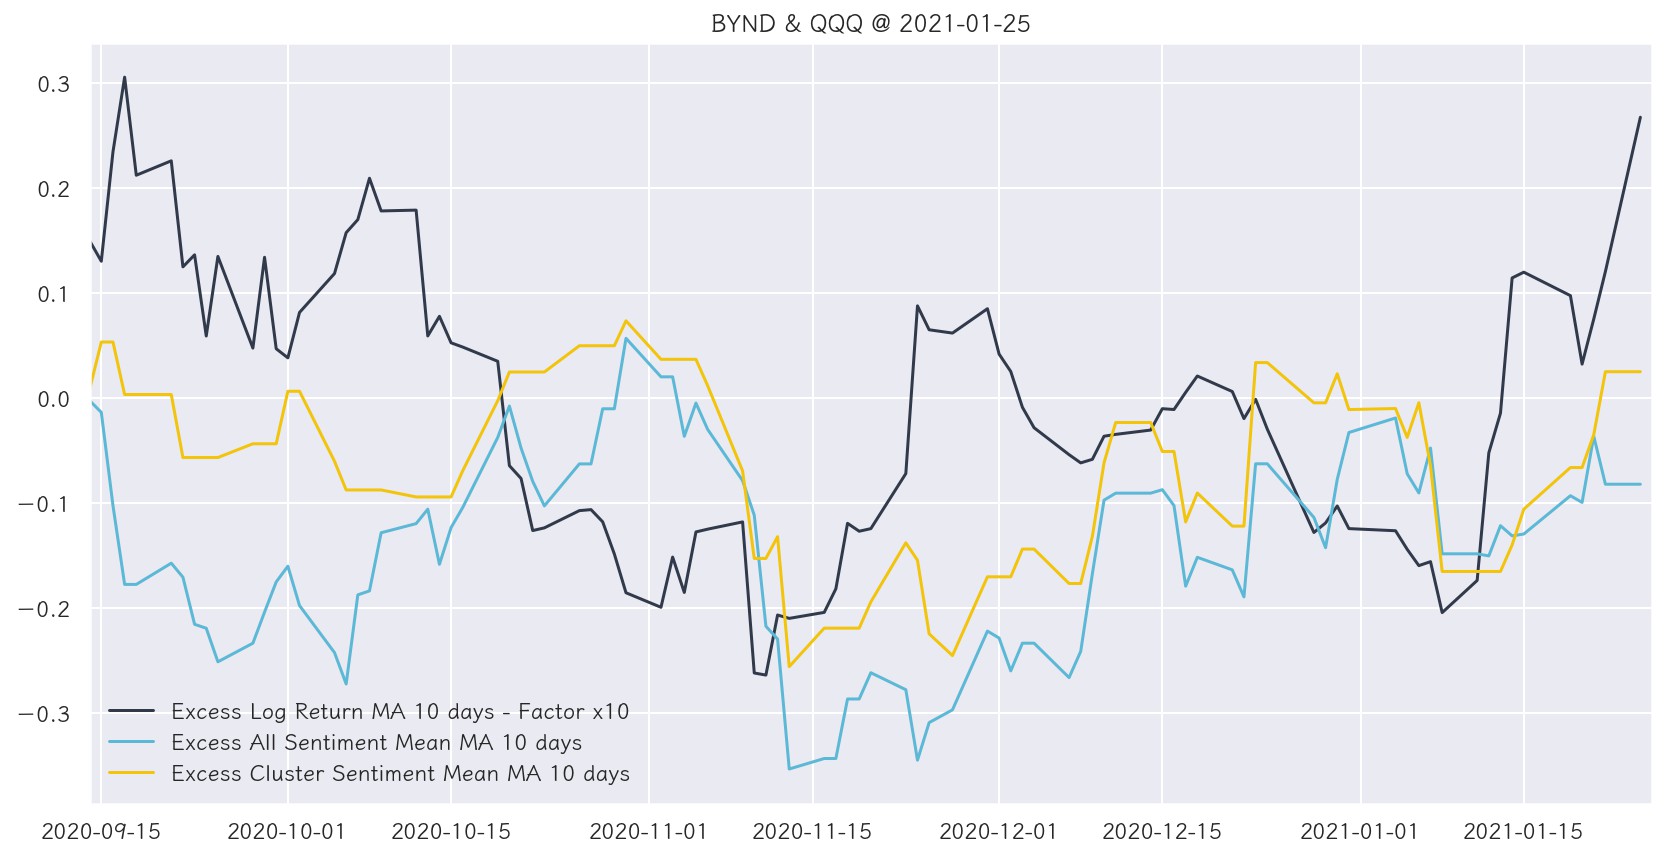 BYND & QQQ @ 2021-01-25
0.3
0.2
0.1
0.0
−0.1
−0.2
−0.3
Excess Log Return MA 10 days - Factor x10
Excess All Sentiment Mean MA 10 days
Excess Cluster Sentiment Mean MA 10 days
2020-09-15 2020-10-01 2020-10-15 2020-11-01 2020-11-15 2020-12-01 2020-12-15 2021-01-01 2021-01-15